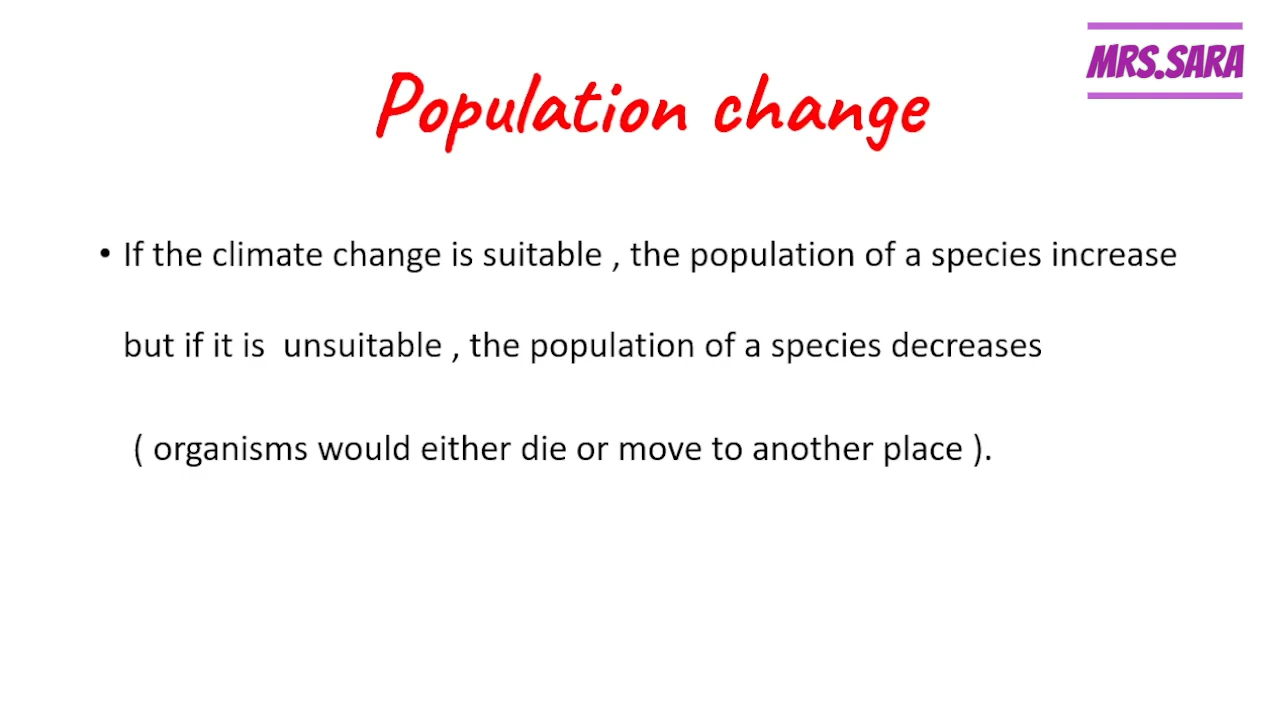 MRS.SARA
Population change
• If the climate change is suitable , the population of a species increase
but if it is  unsuitable , the population of a species decreases
( organisms would either die or move to another place ).